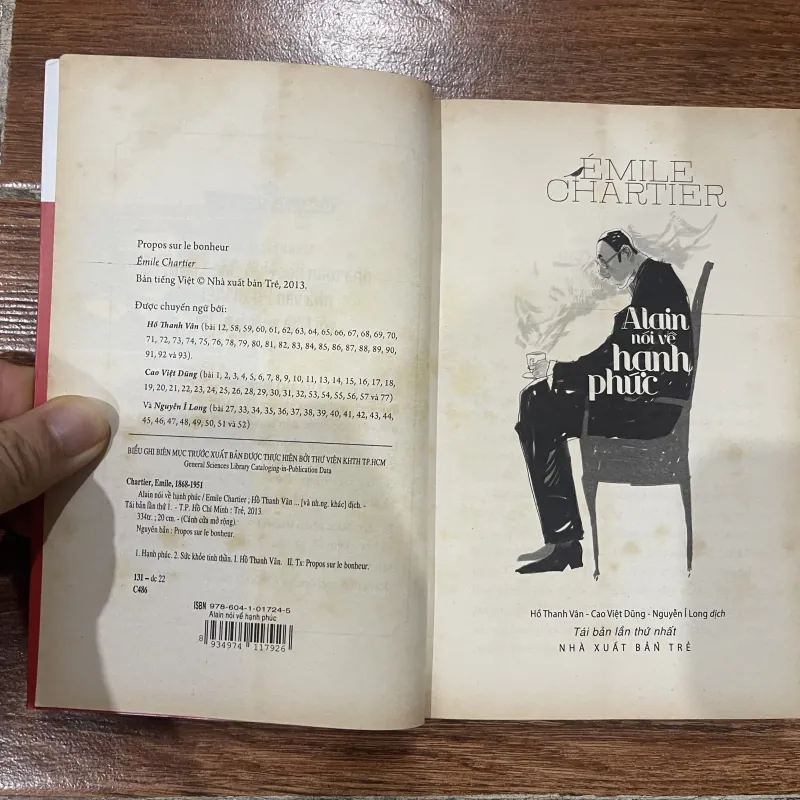 Propos sur le bonheur
Émile Chartier
Bản tiếng Việt © Nhà xuất bản Trẻ, 2013.
Được chuyển ngữ bởi:
Hồ Thanh Vân (bài 12, 58, 59, 60, 61, 62, 63, 64, 65, 66, 67, 68, 69, 70,
71, 72, 73, 74, 75, 76, 78, 79, 80, 81, 82, 83, 84, 85, 86, 87, 88, 89, 90,
91, 92 và 93).
Cao Việt Dũng (bài 1, 2, 3, 4, 5, 6, 7, 8, 9, 10, 11, 13, 14, 15, 16, 17, 18,
19, 20, 21, 22, 23, 24, 25, 26, 28, 29, 30, 31, 32, 53, 54, 55, 56, 57 và 77)
Và Nguyễn Í Long (bài 27, 33, 34, 35, 36, 37, 38, 39, 40, 41, 42, 43, 44,
45, 46, 47, 48, 49, 50, 51 và 52)
BIỂU GHI BIÊN MỤC TRƯỚC XUẤT BẢN ĐƯỢC THỰC HIỆN BỞI THƯ VIỆN KHTH TP.HCM
General Sciences Library Cataloging-in-Publication Data
Chartier, Emile, 1868-1951
Alain nói về hạnh phúc / Emile Chartier ; Hồ Thanh Vân ... [và nh.ng. khác] dịch. -
Tái bản lần thứ 1. - T.P. Hồ Chí Minh : Trẻ, 2013.
334tr. ; 20 cm. - (Cánh cửa mở rộng).
Nguyên bản : Propos sur le bonheur.
1. Hạnh phúc. 2. Sức khỏe tinh thần. I. Hồ Thanh Vân. II. Ts: Propos sur le bonheur.
131 – dc 22
C486
ISBN 978-604-1-01724-5
Alain nói về hạnh phúc
8 934974 117926
ÉMILE
CHARTIER
Alain
nói về
hạnh
phúc
Hồ Thanh Vân - Cao Việt Dũng - Nguyễn Í Long dịch
Tái bản lần thứ nhất
NHÀ XUẤT BẢN TRẺ